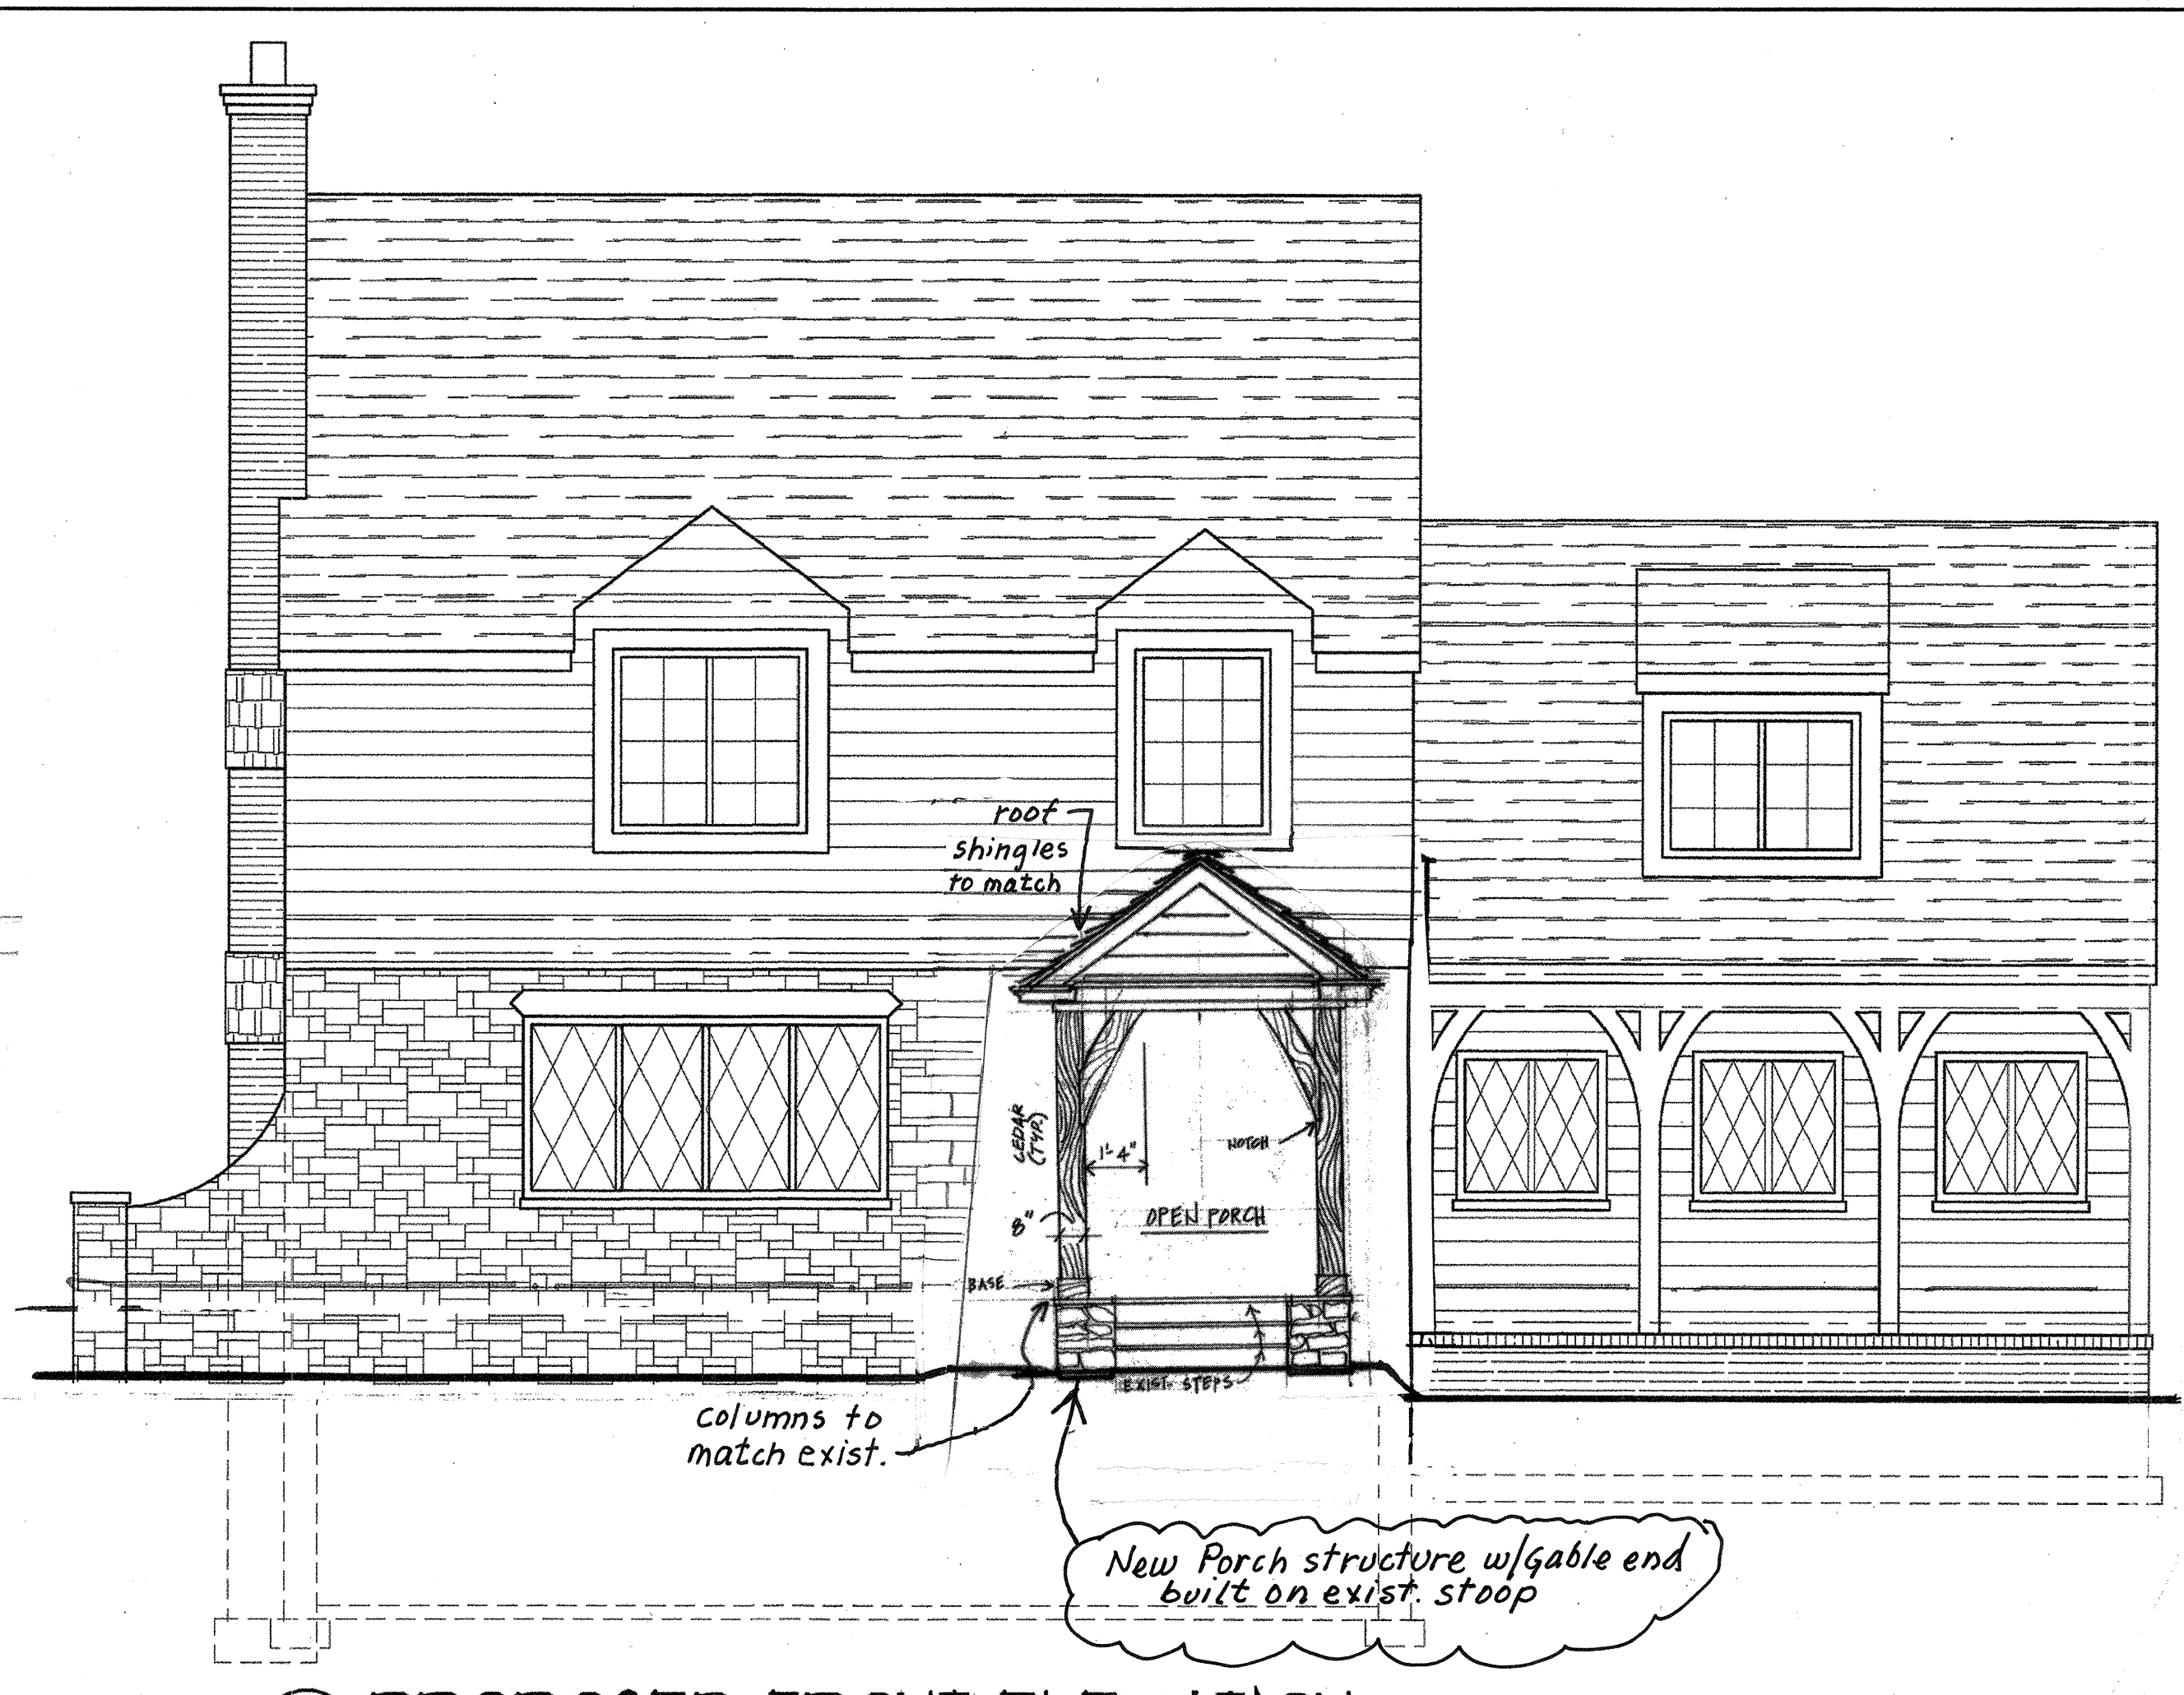 roof
shingles
to match
CEDAR
(TYP.)
1'-4"
NOTCH
8"
OPEN PORCH
BASE
EXIST. STEPS
columns to
match exist.
New Porch structure w/Gable end
built on exist. stoop